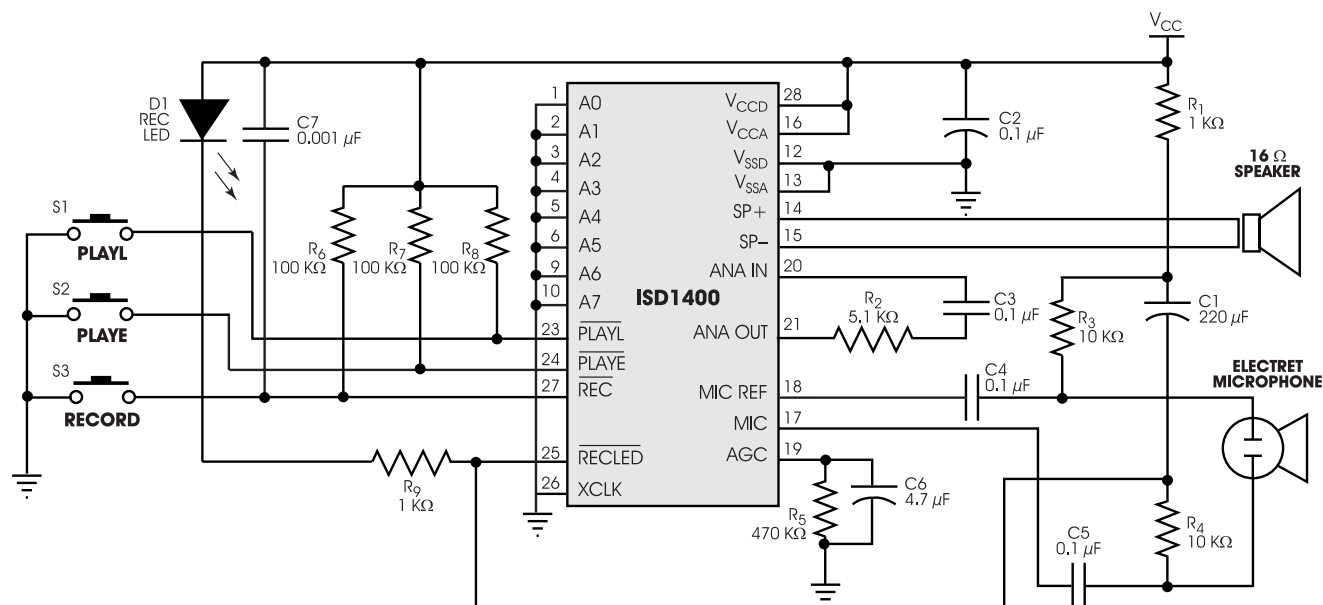 V_CC
D1
REC
LED
C7
0.001 µF
C2
0.1 µF
R1
1 KΩ
16 Ω
SPEAKER
S1
PLAYL
S2
PLAYE
S3
RECORD
R6
100 KΩ
R7
100 KΩ
R8
100 KΩ
1
2
3
4
5
6
9
10
23
24
27
25
26
A0
A1
A2
A3
A4
A5
A6
A7
PLAYL
PLAYE
REC
RECLED
XCLK
ISD1400
VCCD
VCCA
VSSD
VSSA
SP+
SP–
ANA IN
ANA OUT
MIC REF
MIC
AGC
28
16
12
13
14
15
20
21
18
17
19
R2
5.1 KΩ
C3
0.1 µF
R3
10 KΩ
C1
220 µF
C4
0.1 µF
ELECTRET
MICROPHONE
R9
1 KΩ
R5
470 KΩ
C6
4.7 µF
C5
0.1 µF
R4
10 KΩ